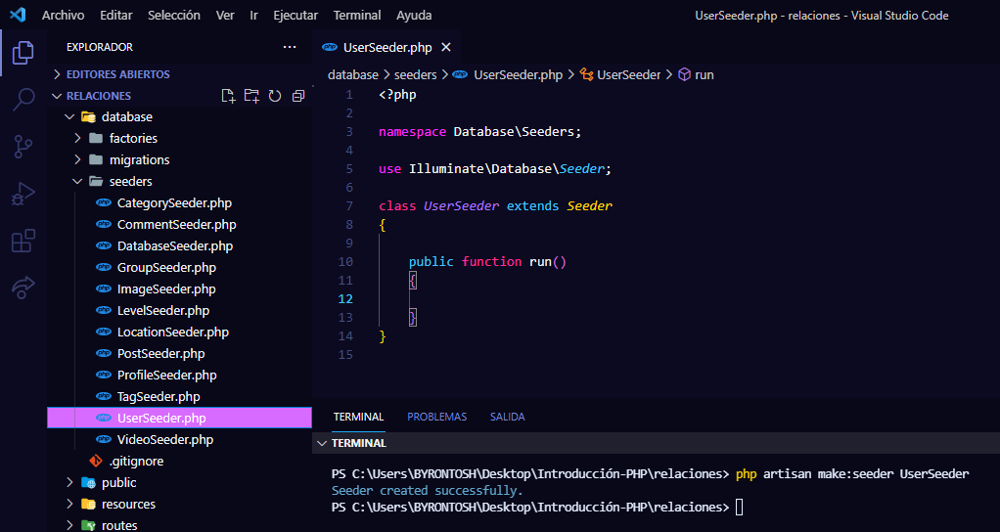 Archivo Editar Selección Ver Ir Ejecutar Terminal Ayuda UserSeeder.php - relaciones - Visual Studio Code
EXPLORADOR
EDITORES ABIERTOS
RELACIONES
database
factories
migrations
seeders
CategorySeeder.php
CommentSeeder.php
DatabaseSeeder.php
GroupSeeder.php
ImageSeeder.php
LevelSeeder.php
LocationSeeder.php
PostSeeder.php
ProfileSeeder.php
TagSeeder.php
UserSeeder.php
VideoSeeder.php
.gitignore
public
resources
routes
UserSeeder.php
database > seeders > UserSeeder.php > UserSeeder > run
1 <?php
2
3 namespace Database\Seeders;
4
5 use Illuminate\Database\Seeder;
6
7 class UserSeeder extends Seeder
8 {
9
10 public function run()
11 {
12
13 }
14 }
15
TERMINAL PROBLEMAS SALIDA
TERMINAL
PS C:\Users\BYRONTOSH\Desktop\Introducción-PHP\relaciones> php artisan make:seeder UserSeeder
Seeder created successfully.
PS C:\Users\BYRONTOSH\Desktop\Introducción-PHP\relaciones>